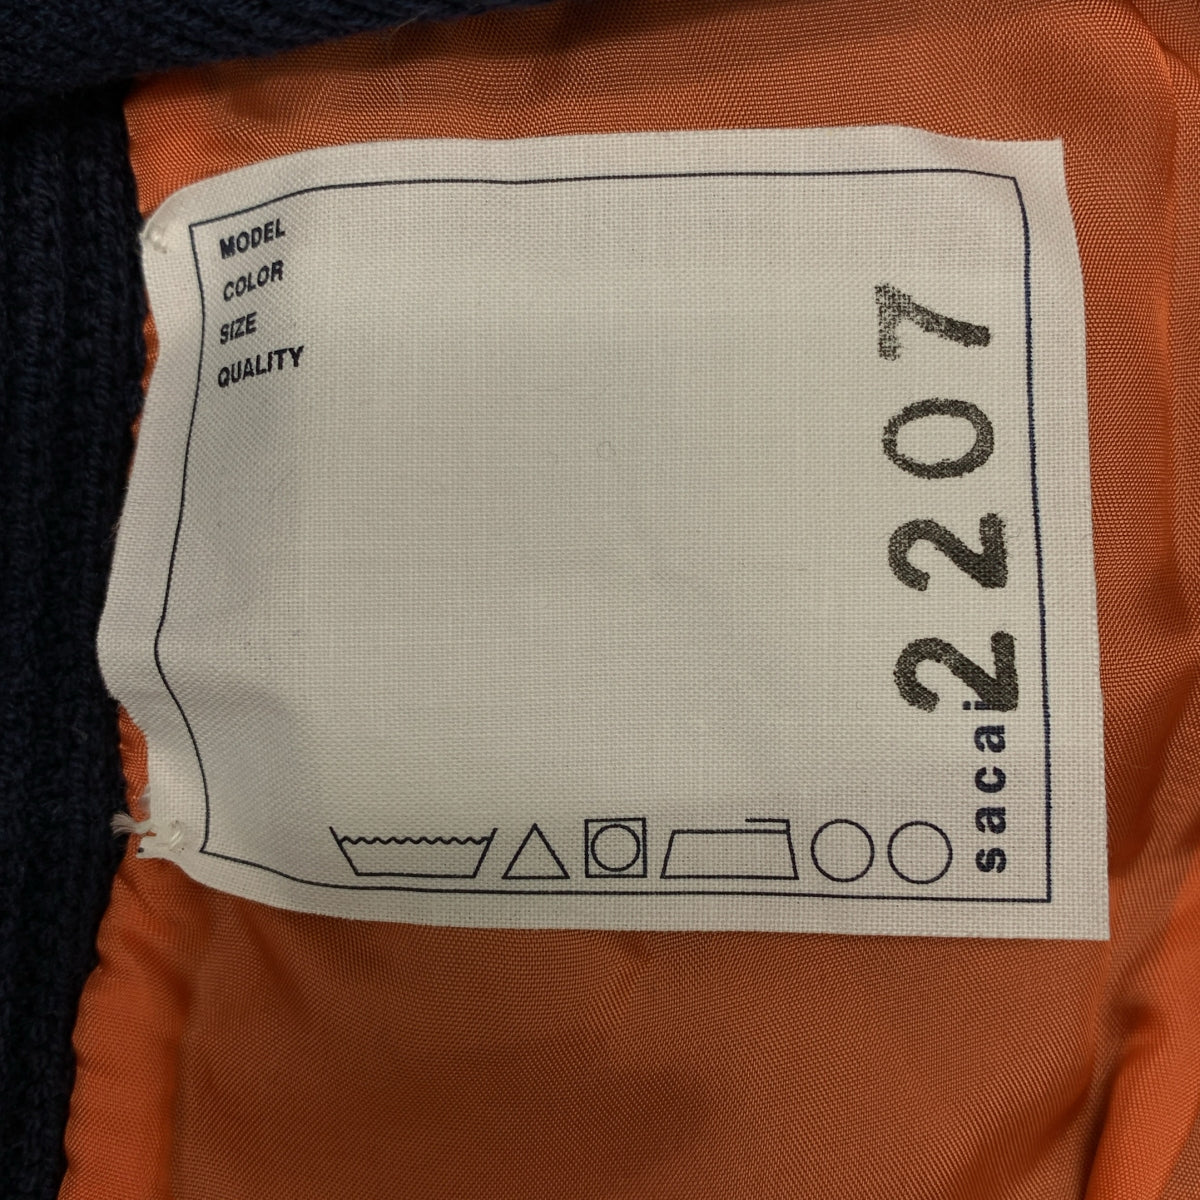 MODEL
COLOR
SIZE
QUALITY
2207
sacai